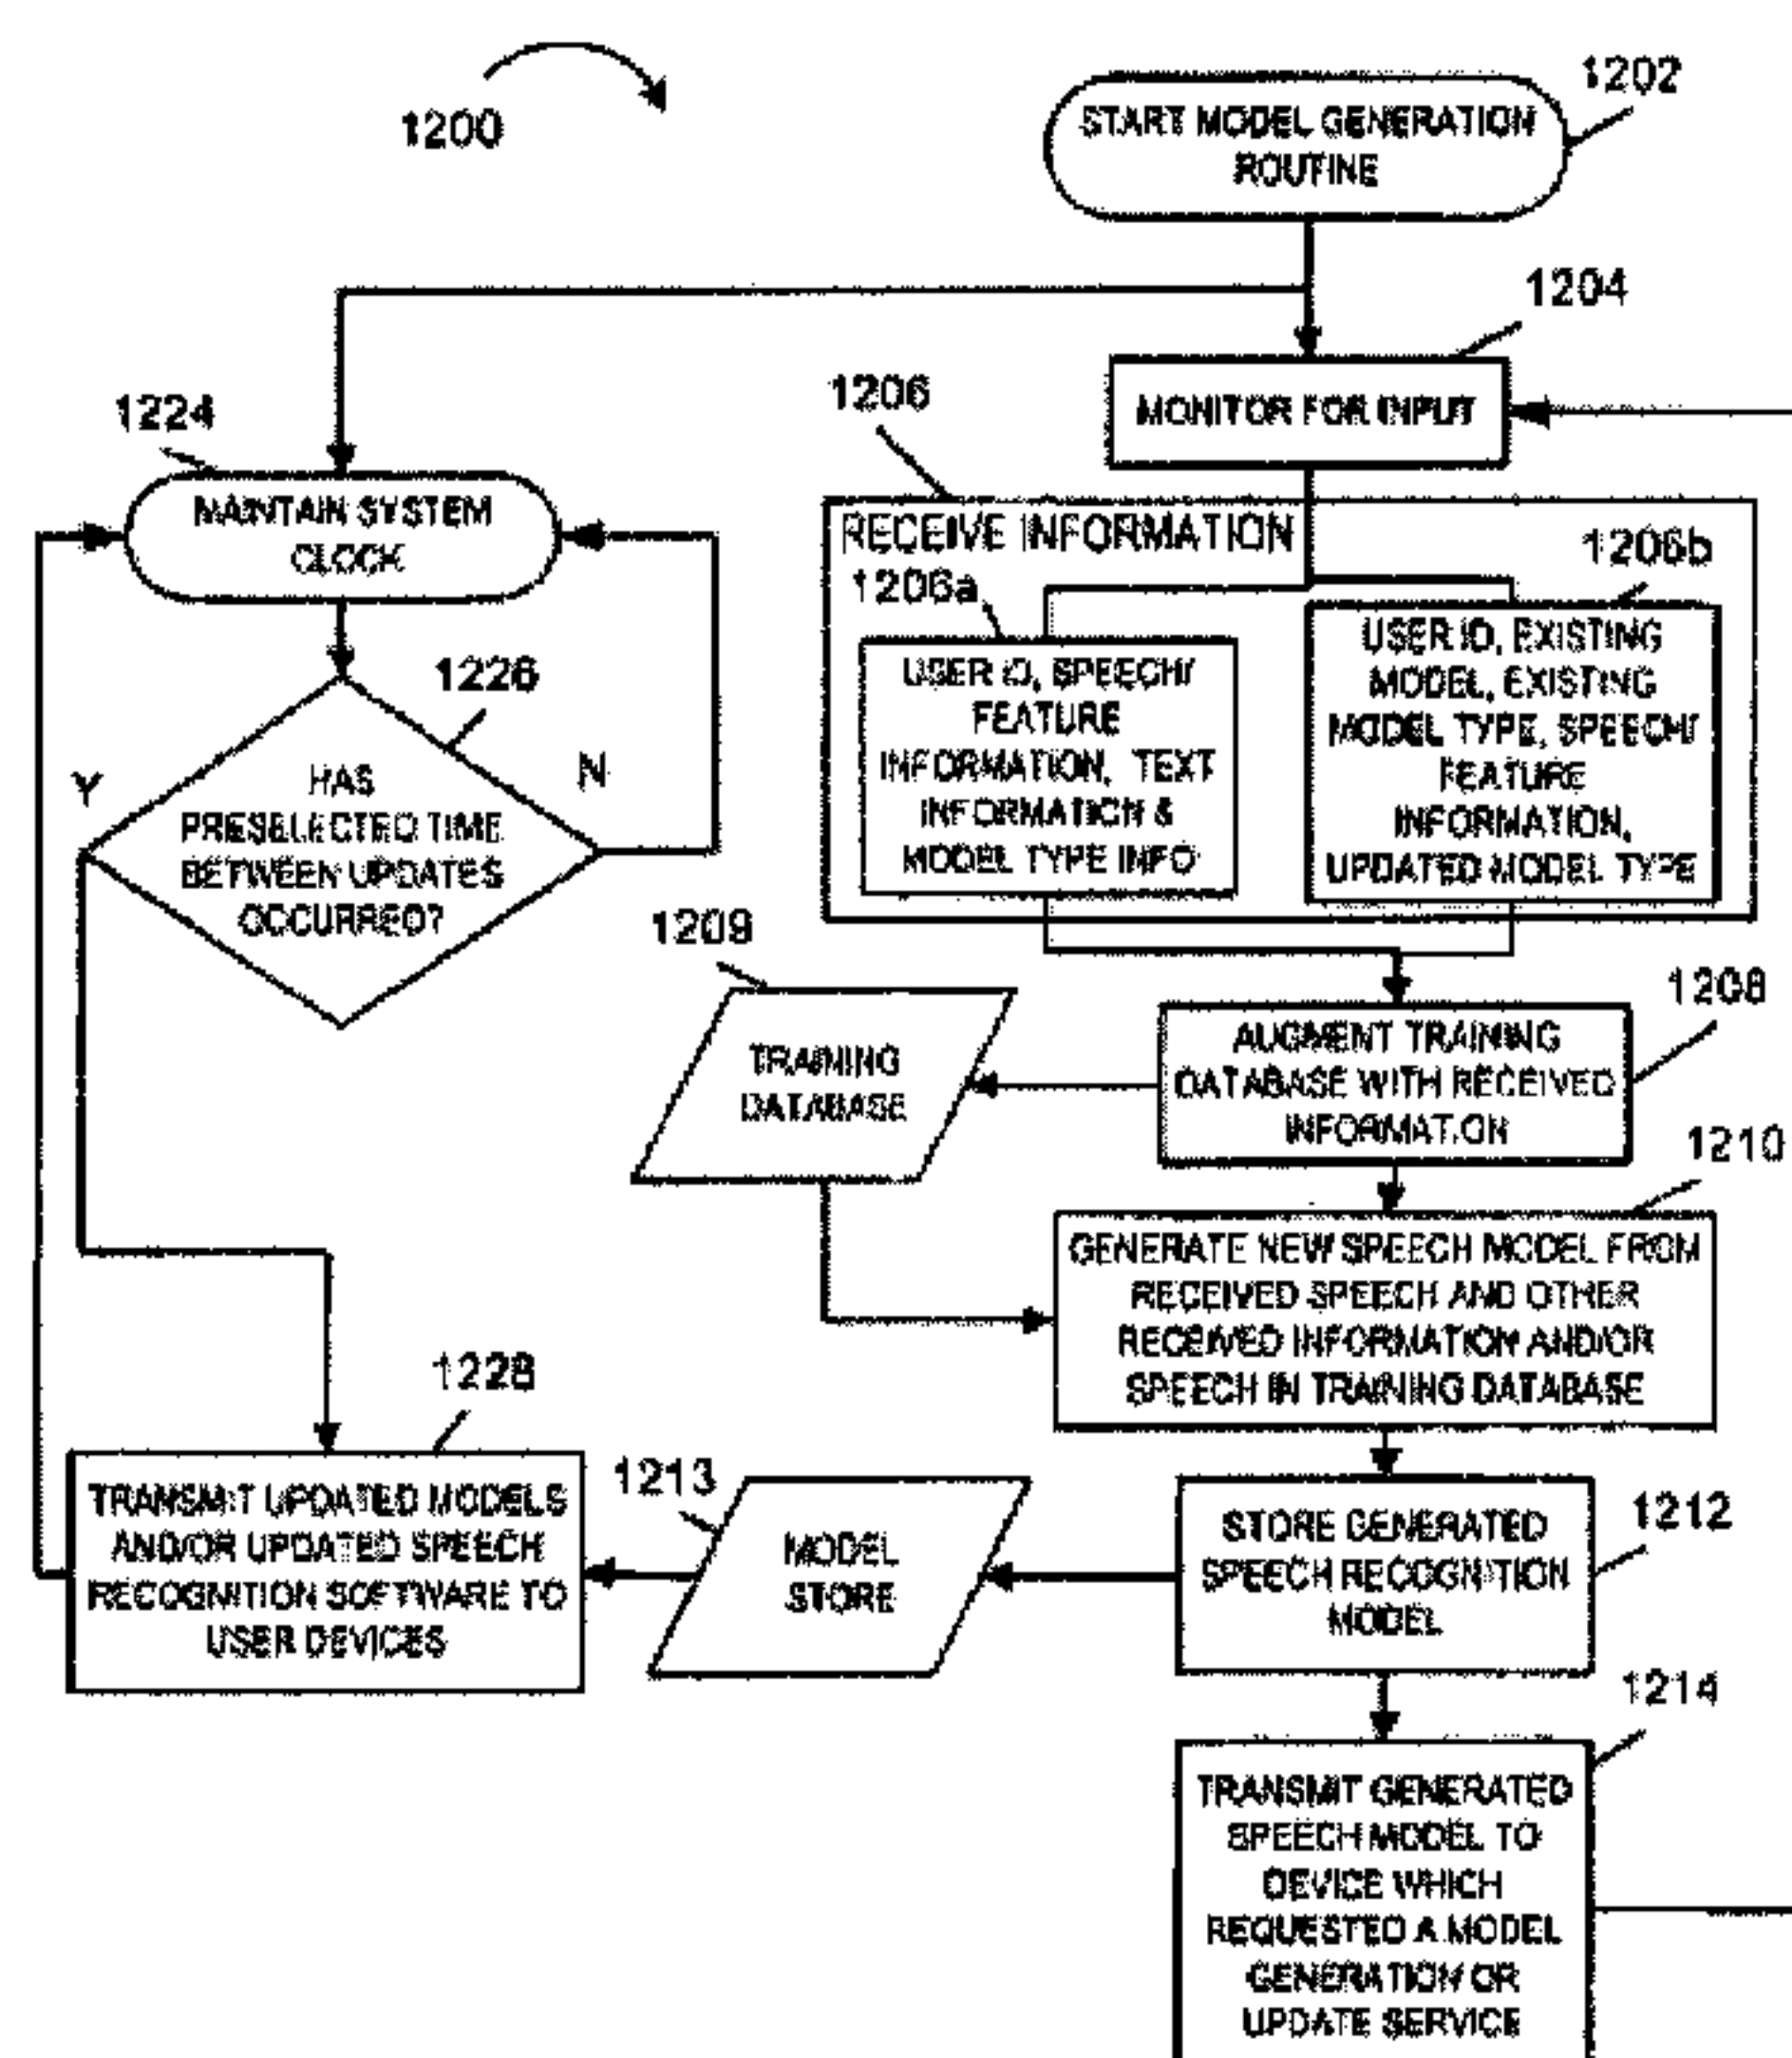 1200
1202
START MODEL GENERATION
ROUTINE
1204
MONITOR FOR INPUT
1206
RECEIVE INFORMATION
1206a
USER ID, SPEECH/
FEATURE
INFORMATION, TEXT
INFORMATION &
MODEL TYPE INFO
1206b
USER ID, EXISTING
MODEL, EXISTING
MODEL TYPE, SPEECH/
FEATURE
INFORMATION,
UPDATED MODEL TYPE
1224
MAINTAIN SYSTEM
CLOCK
1226
Y
N
HAS
PRESELECTED TIME
BETWEEN UPDATES
OCCURRED?
1209
TRAINING
DATABASE
1208
AUGMENT TRAINING
DATABASE WITH RECEIVED
INFORMATION
1210
GENERATE NEW SPEECH MODEL FROM
RECEIVED SPEECH AND OTHER
RECEIVED INFORMATION AND/OR
SPEECH IN TRAINING DATABASE
1228
TRANSMIT UPDATED MODELS
AND/OR UPDATED SPEECH
RECOGNITION SOFTWARE TO
USER DEVICES
1213
MODEL
STORE
1212
STORE GENERATED
SPEECH RECOGNITION
MODEL
1214
TRANSMIT GENERATED
SPEECH MODEL TO
DEVICE WHICH
REQUESTED A MODEL
GENERATION OR
UPDATE SERVICE